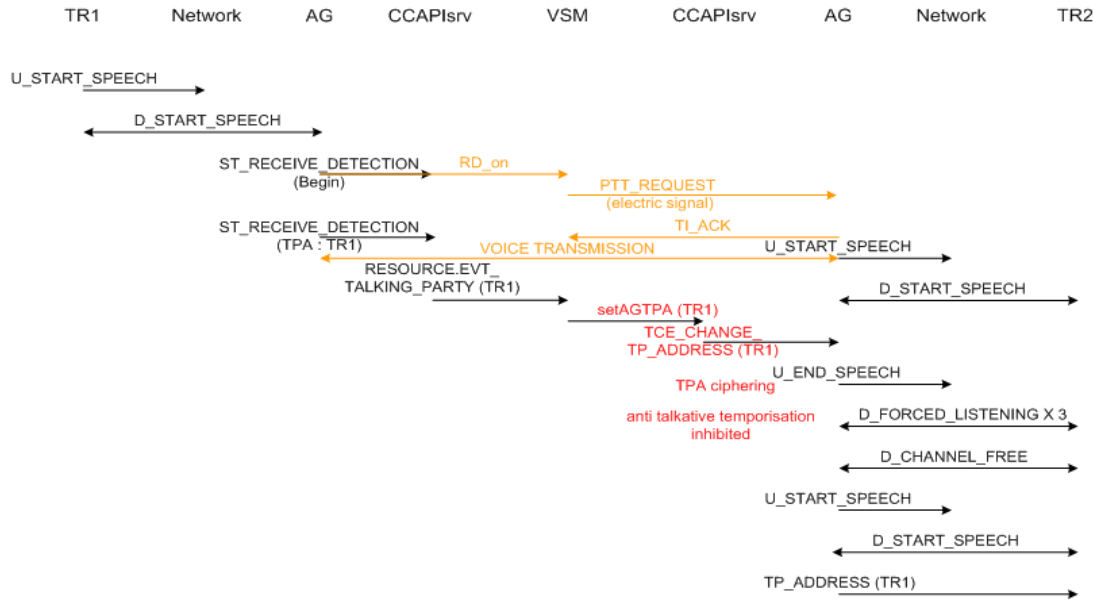 TR1 Network AG CCAPIsrv VSM CCAPIsrv AG Network TR2
U_START_SPEECH
D_START_SPEECH
ST_RECEIVE_DETECTION RD_on
(Begin)
PTT_REQUEST
(electric signal)
ST_RECEIVE_DETECTION TI_ACK
(TPA : TR1)
VOICE TRANSMISSION U_START_SPEECH
RESOURCE.EVT_
TALKING_PARTY (TR1) D_START_SPEECH
setAGTPA (TR1)
TCE_CHANGE_
TP_ADDRESS (TR1)
U_END_SPEECH
TPA ciphering
anti talkative temporisation
inhibited
D_FORCED_LISTENING X 3
D_CHANNEL_FREE
U_START_SPEECH
D_START_SPEECH
TP_ADDRESS (TR1)